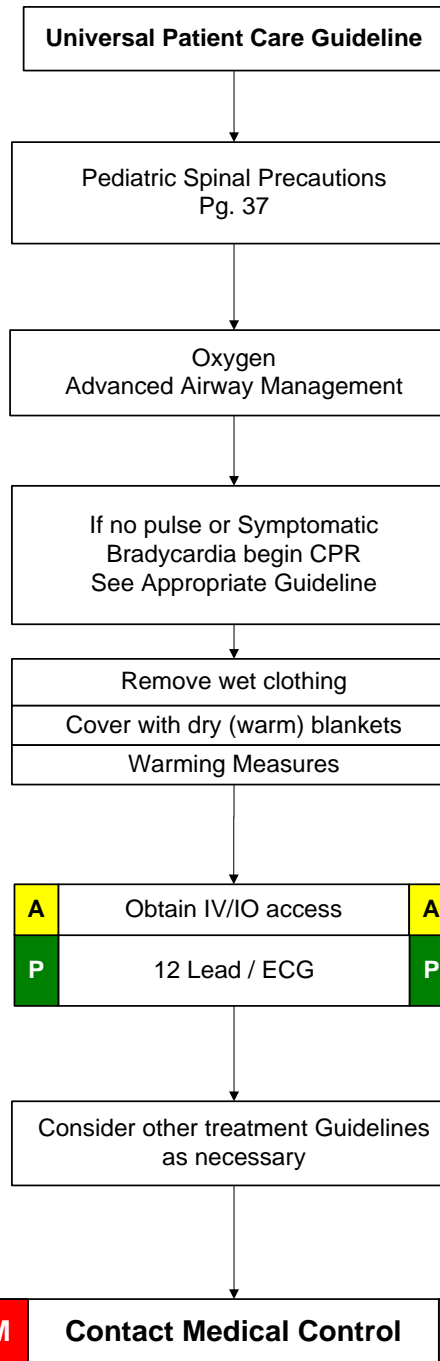 Universal Patient Care Guideline
Pediatric Spinal Precautions
Pg. 37
Oxygen
Advanced Airway Management
If no pulse or Symptomatic
Bradycardia begin CPR
See Appropriate Guideline
Remove wet clothing
Cover with dry (warm) blankets
Warming Measures
A Obtain IV/IO access A
P 12 Lead / ECG P
Consider other treatment Guidelines
as necessary
M Contact Medical Control